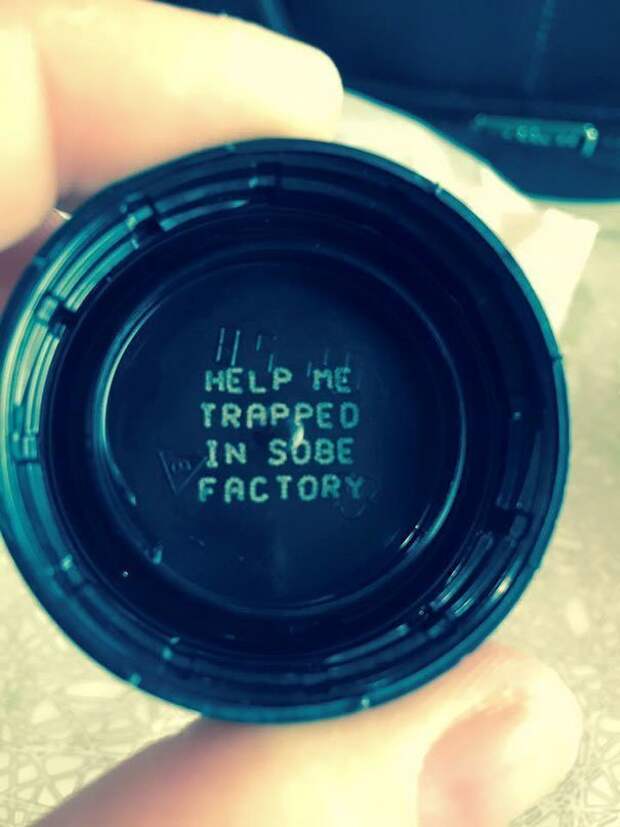 HELP ME
TRAPPED
IN SOBE
FACTORY